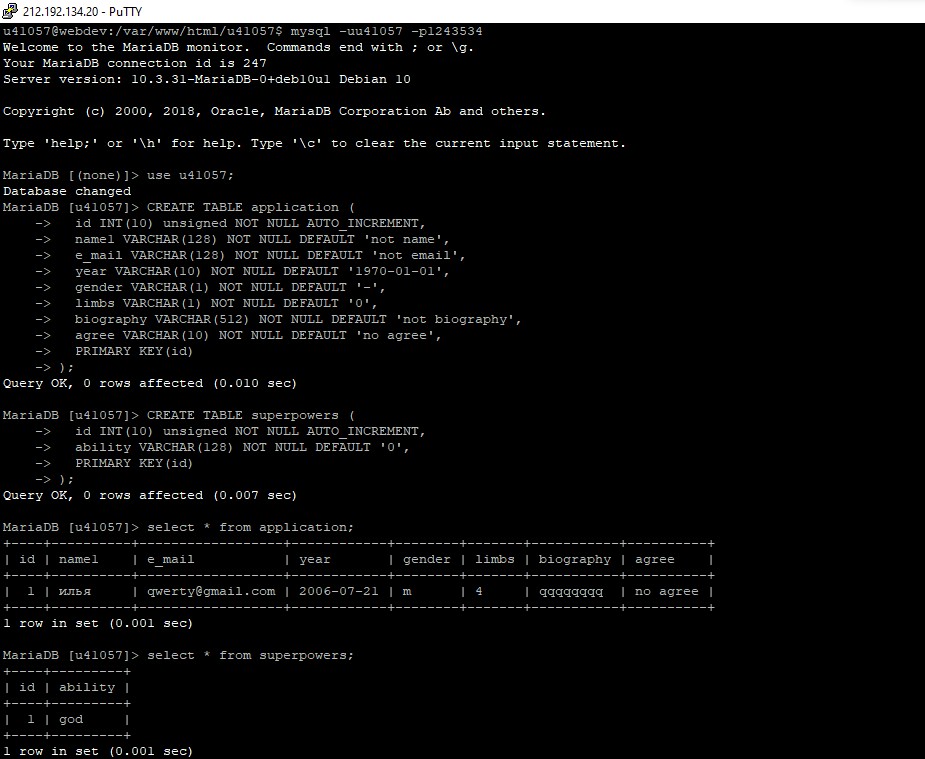 212.192.134.20 - PuTTY
u41057@webdev:/var/www/html/u41057$ mysql -uu41057 -p1243534
Welcome to the MariaDB monitor.  Commands end with ; or \g.
Your MariaDB connection id is 247
Server version: 10.3.31-MariaDB-0+deb10u1 Debian 10

Copyright (c) 2000, 2018, Oracle, MariaDB Corporation Ab and others.

Type 'help;' or '\h' for help. Type '\c' to clear the current input statement.

MariaDB [(none)]> use u41057;
Database changed
MariaDB [u41057]> CREATE TABLE application (
    ->   id INT(10) unsigned NOT NULL AUTO_INCREMENT,
    ->   name1 VARCHAR(128) NOT NULL DEFAULT 'not name',
    ->   e_mail VARCHAR(128) NOT NULL DEFAULT 'not email',
    ->   year VARCHAR(10) NOT NULL DEFAULT '1970-01-01',
    ->   gender VARCHAR(1) NOT NULL DEFAULT '-',
    ->   limbs VARCHAR(1) NOT NULL DEFAULT '0',
    ->   biography VARCHAR(512) NOT NULL DEFAULT 'not biography',
    ->   agree VARCHAR(10) NOT NULL DEFAULT 'no agree',
    ->   PRIMARY KEY(id)
    -> );
Query OK, 0 rows affected (0.010 sec)

MariaDB [u41057]> CREATE TABLE superpowers (
    ->   id INT(10) unsigned NOT NULL AUTO_INCREMENT,
    ->   ability VARCHAR(128) NOT NULL DEFAULT '0',
    ->   PRIMARY KEY(id)
    -> );
Query OK, 0 rows affected (0.007 sec)

MariaDB [u41057]> select * from application;
+----+----------+------------------+------------+--------+-------+-----------+----------+
| id | name1    | e_mail           | year       | gender | limbs | biography | agree    |
+----+----------+------------------+------------+--------+-------+-----------+----------+
|  1 | илья     | qwerty@gmail.com | 2006-07-21 | m      | 4     | qqqqqqqq  | no agree |
+----+----------+------------------+------------+--------+-------+-----------+----------+
1 row in set (0.001 sec)

MariaDB [u41057]> select * from superpowers;
+----+---------+
| id | ability |
+----+---------+
|  1 | god     |
+----+---------+
1 row in set (0.001 sec)